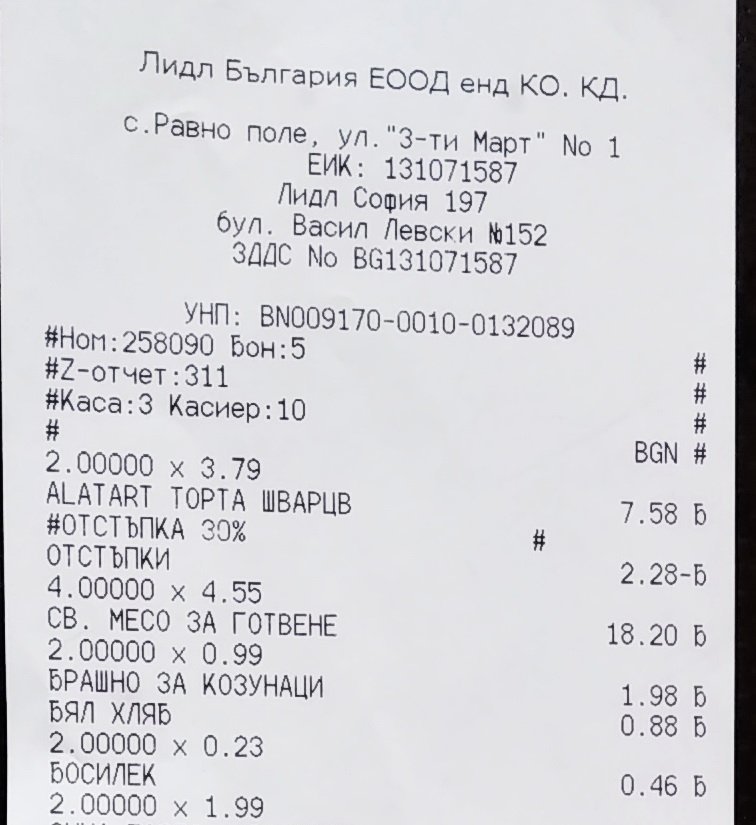 Лидл България ЕООД енд КО. КД.
с.Равно поле, ул."3-ти Март" No 1
ЕИК: 131071587
Лидл София 197
бул. Васил Левски №152
ЗДДС No BG131071587
УНП: BN009170-0010-0132089
#Ном:258090 Бон:5 #
#Z-отчет:311 #
#Каса:3 Касиер:10 #
# BGN #
2.00000 x 3.79
ALATART ТОРТА ШВАРЦВ 7.58 Б
#ОТСТЪПКА 30% #
ОТСТЪПКИ 2.28-Б
4.00000 x 4.55
СВ. МЕСО ЗА ГОТВЕНЕ 18.20 Б
2.00000 x 0.99
БРАШНО ЗА КОЗУНАЦИ 1.98 Б
БЯЛ ХЛЯБ 0.88 Б
2.00000 x 0.23
БОСИЛЕК 0.46 Б
2.00000 x 1.99